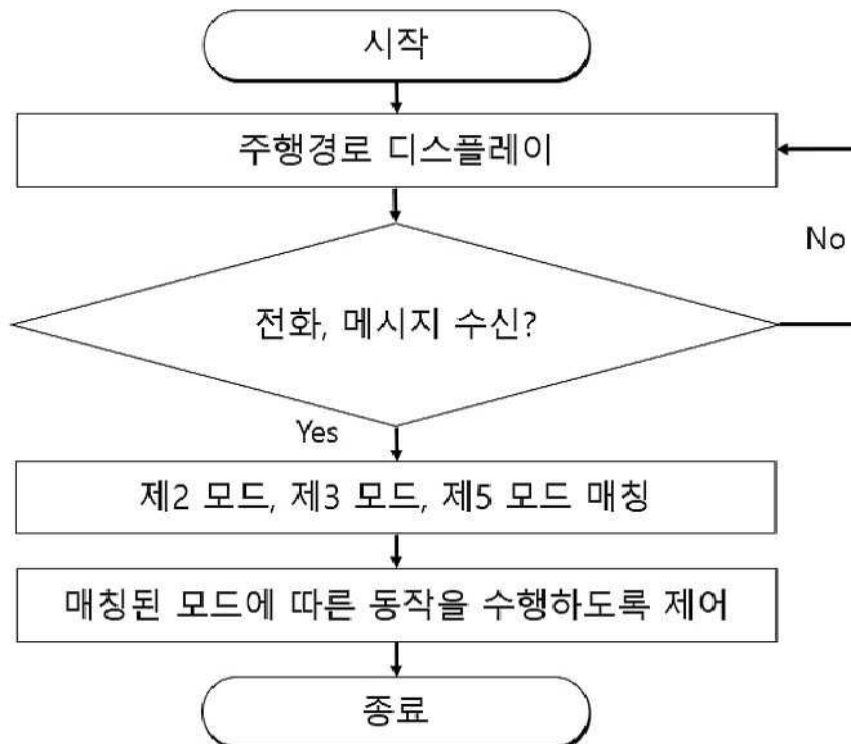 시작
주행경로 디스플레이
No
전화, 메시지 수신?
Yes
제2 모드, 제3 모드, 제5 모드 매칭
매칭된 모드에 따른 동작을 수행하도록 제어
종료